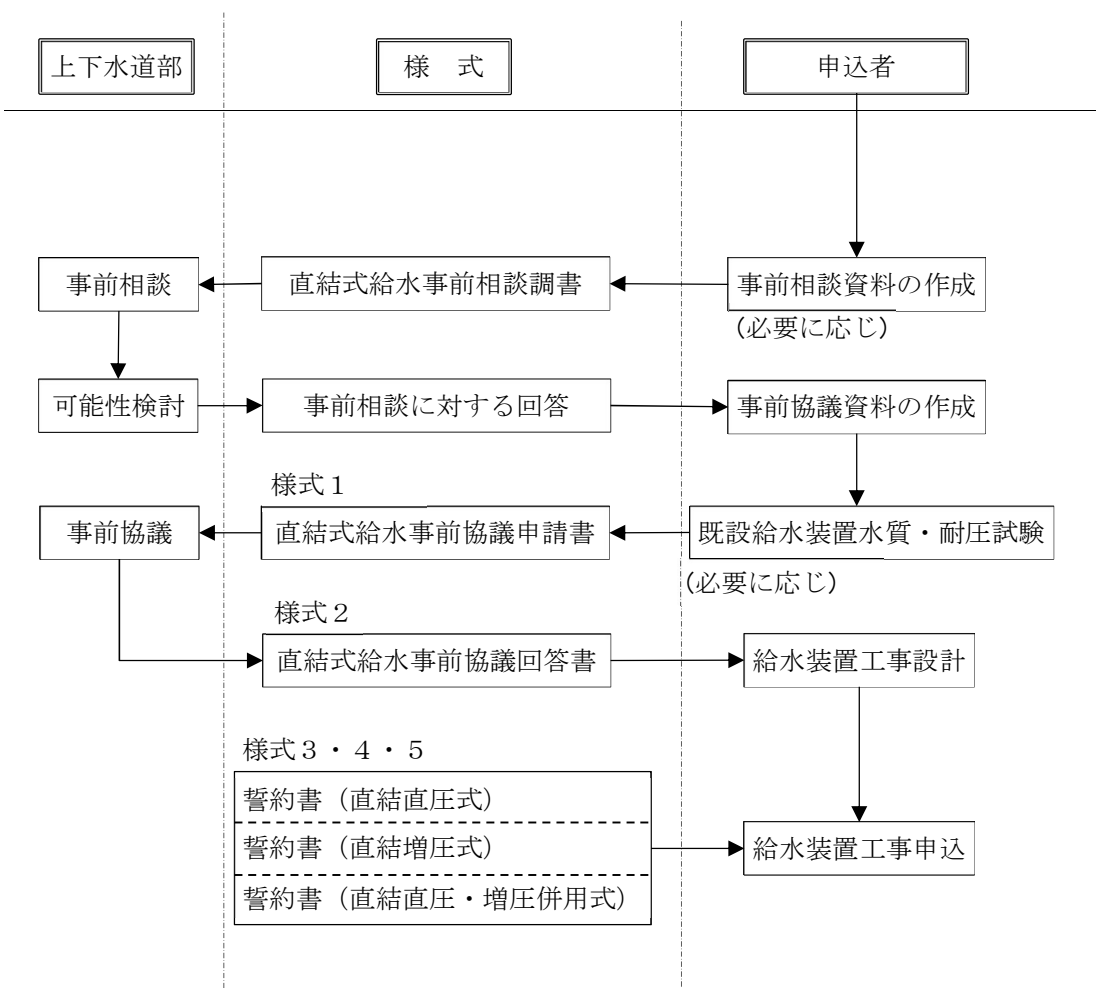 上下水道部
様 式
申込者
事前相談
直結式給水事前相談調書
事前相談資料の作成
(必要に応じ)
可能性検討
事前相談に対する回答
事前協議資料の作成
様式１
事前協議
直結式給水事前協議申請書
既設給水装置水質・耐圧試験
(必要に応じ)
様式２
直結式給水事前協議回答書
給水装置工事設計
様式３・４・５
誓約書（直結直圧式）
誓約書（直結増圧式）
給水装置工事申込
誓約書（直結直圧・増圧併用式）